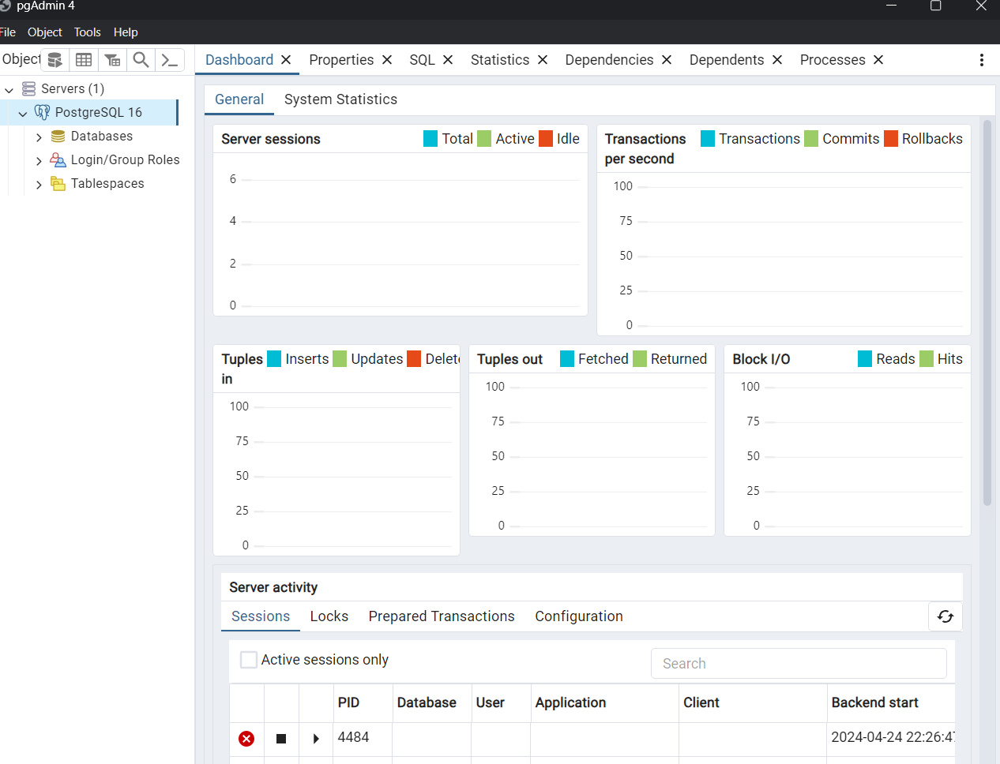 pgAdmin 4
File Object Tools Help
Object
Dashboard Properties SQL Statistics Dependencies Dependents Processes
Servers (1)
PostgreSQL 16
Databases
Login/Group Roles
Tablespaces
General System Statistics
Server sessions Total Active Idle
6
4
2
0
Transactions per second Transactions Commits Rollbacks
100
75
50
25
0
Tuples in Inserts Updates Delete
100
75
50
25
0
Tuples out Fetched Returned
100
75
50
25
0
Block I/O Reads Hits
100
75
50
25
0
Server activity
Sessions Locks Prepared Transactions Configuration
Active sessions only Search
PID Database User Application Client Backend start
4484 2024-04-24 22:26:47